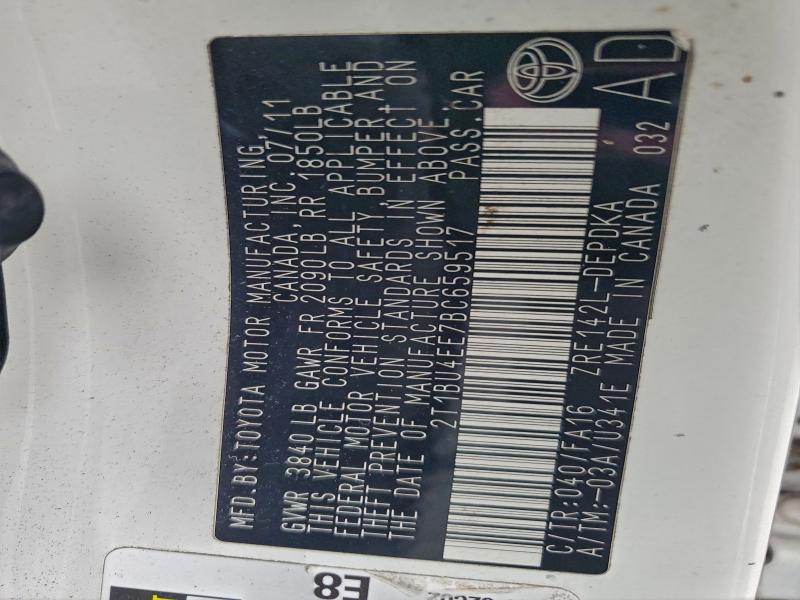 MFD.BY:TOYOTA MOTOR MANUFACTURING,
CANADA, INC. 07/11
GWR 3840LB GAWR FR 2090LB, RR 1850LB
THIS VEHICLE CONFORMS TO ALL APPLICABLE
FEDERAL MOTOR VEHICLE SAFETY, BUMPER, AND
THEFT PREVENTION STANDARDS IN EFFECT ON
THE DATE OF MANUFACTURE SHOWN ABOVE.
2T1BU4EE7BC659517 PASS. CAR
C/TR:040/FA16 ZRE142L-DEPDKA
A/TM:-03A/U341E MADE IN CANADA 032
AD
E8